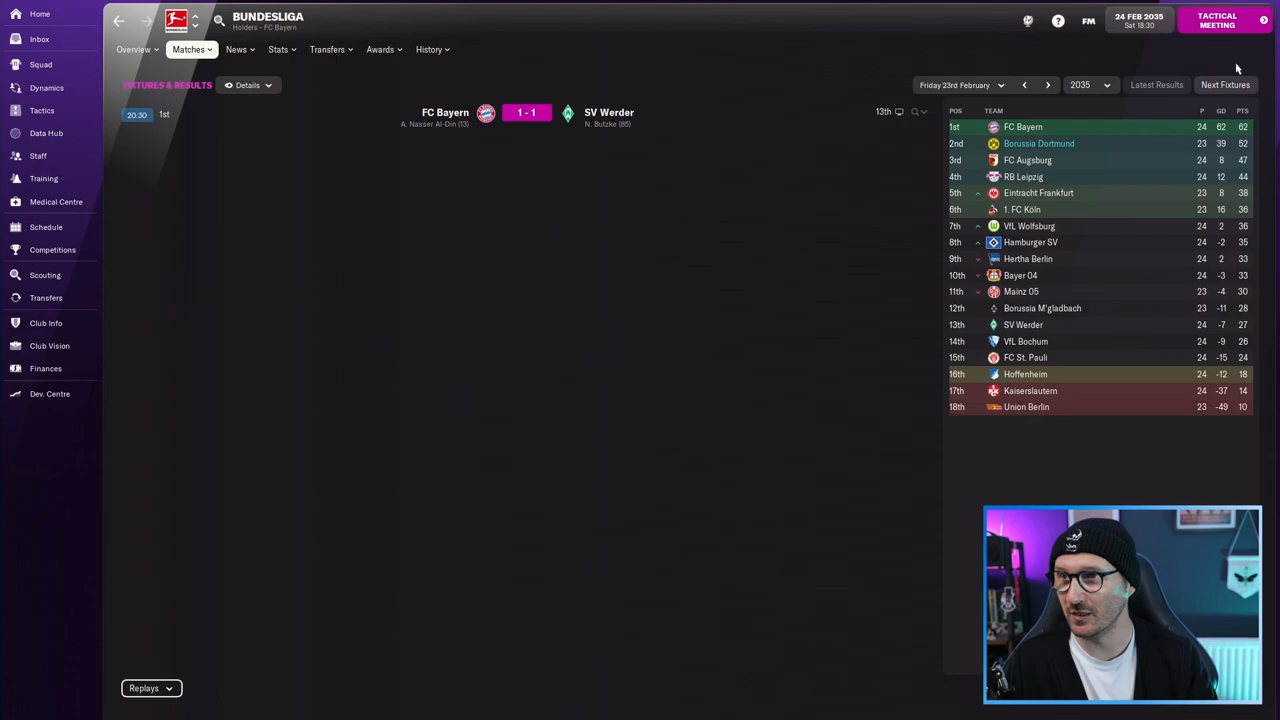 BUNDESLIGA
Holders - FC Bayern
24 FEB 2035
Sat 18:30
TACTICAL
MEETING
FM
Home
Inbox
Squad
Dynamics
Tactics
Data Hub
Staff
Training
Medical Centre
Schedule
Competitions
Scouting
Transfers
Club Info
Club Vision
Finances
Dev. Centre
Overview
Matches
News
Stats
Transfers
Awards
History
FIXTURES & RESULTS
Details
Friday 23rd February
2035
Latest Results
Next Fixtures
20:30 1st FC Bayern 1 - 1 SV Werder 13th
A. Nasser Al-Din (13) N. Butzke (85)
POS TEAM P GD PTS
1st FC Bayern 24 62 62
2nd Borussia Dortmund 23 39 52
3rd FC Augsburg 24 8 47
4th RB Leipzig 24 12 44
5th Eintracht Frankfurt 23 8 38
6th 1. FC Köln 23 16 36
7th VfL Wolfsburg 24 2 36
8th Hamburger SV 24 -2 35
9th Hertha Berlin 24 2 33
10th Bayer 04 24 -3 33
11th Mainz 05 23 -4 30
12th Borussia M'gladbach 23 -11 28
13th SV Werder 24 -7 27
14th VfL Bochum 24 -9 26
15th FC St. Pauli 24 -15 24
16th Hoffenheim 24 -12 18
17th Kaiserslautern 24 -37 14
18th Union Berlin 23 -49 10
Replays